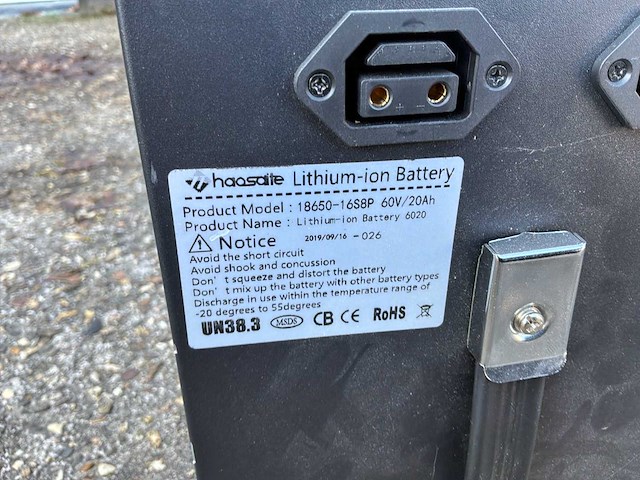 + -
haosaite Lithium-ion Battery
Product Model : 18650-16S8P 60V/20Ah
Product Name : Lithium-ion Battery 6020
Notice 2019/09/16 -026
Avoid the short circuit
Avoid shook and concussion
Don't squeeze and distort the battery
Don't mix up the battery with other battery types
Discharge in use within the temperature range of
-20 degrees to 55degrees
UN38.3 MSDS CB CE RoHS